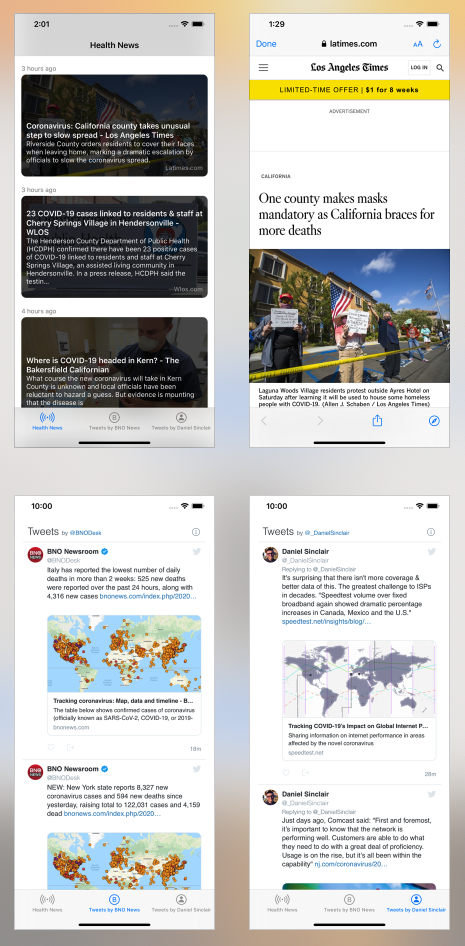 2:01
Health News
3 hours ago
Coronavirus: California county takes unusual
step to slow spread - Los Angeles Times
Riverside County orders residents to cover their faces
when leaving home, marking a dramatic escalation by
officials to slow the coronavirus spread.
Latimes.com
3 hours ago
23 COVID-19 cases linked to residents & staff at
Cherry Springs Village in Hendersonville -
WLOS
The Henderson County Department of Public Health
(HCDPH) confirmed there have been 23 positive cases
of COVID-19 linked to residents and staff at Cherry
Springs Village, an assisted living community in
Hendersonville. In a press release, HCDPH said the
testin...
Wlos.com
4 hours ago
Where is COVID-19 headed in Kern? - The
Bakersfield Californian
What course the new coronavirus will take in Kern
County is unknown and local officials have been
reluctant to hazard a guess. But evidence is mounting
that the disease is
Health News
Tweets by BNO News
Tweets by Daniel Sinclair
1:29
Done
latimes.com
AA
Los Angeles Times
LOG IN
LIMITED-TIME OFFER | $1 for 8 weeks
ADVERTISEMENT
CALIFORNIA
One county makes masks
mandatory as California braces for
more deaths
Laguna Woods Village residents protest outside Ayres Hotel on
Saturday after learning it will be used to house some homeless
people with COVID-19. (Allen J. Schaben / Los Angeles Times)
10:00
Tweets by @BNODesk
BNO
BNO Newsroom
@BNODesk
Italy has reported the lowest number of daily
deaths in more than 2 weeks: 525 new deaths
were reported over the past 24 hours, along with
4,316 new cases bnonews.com/index.php/2020...
Tracking coronavirus: Map, data and timeline - B...
The table below shows confirmed cases of coronavirus
(officially known as SARS-CoV-2, COVID-19, or 2019-
bnonews.com
18m
BNO
BNO Newsroom
@BNODesk
NEW: New York state reports 8,327 new
coronavirus cases and 594 new deaths since
yesterday, raising total to 122,031 cases and 4,159
dead bnonews.com/index.php/2020...
Health News
B
Tweets by BNO News
Tweets by Daniel Sinclair
10:00
Tweets by @_DanielSinclair
Daniel Sinclair
@_DanielSinclair
Replying to @_DanielSinclair
It's surprising that there isn't more coverage &
better data of this. The greatest challenge to ISPs
in decades. "Speedtest volume over fixed
broadband again showed dramatic percentage
increases in Canada, Mexico and the U.S."
speedtest.net/insights/blog/...
Tracking COVID-19's Impact on Global Internet P...
Sharing information on internet performance in areas
affected by the novel coronavirus
speedtest.net
28m
Daniel Sinclair
@_DanielSinclair
Replying to @_DanielSinclair
Just days ago, Comcast said: "First and foremost,
it's important to know that the network is
performing well. Customers are able to do what
they need to do with a great deal of proficiency.
Usage is on the rise, but it's all been within the
capability" nj.com/coronavirus/20...
Health News
B
Tweets by BNO News
Tweets by Daniel Sinclair